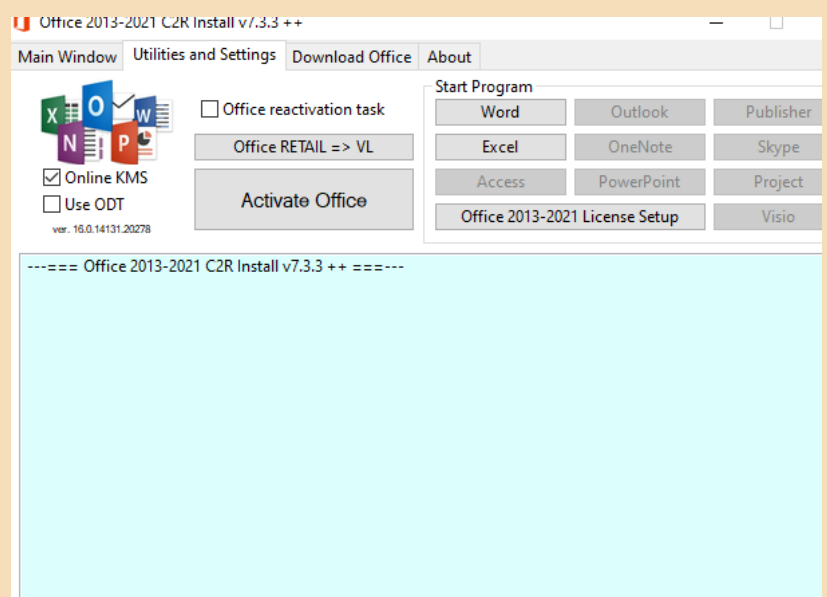 Office 2013-2021 C2R Install v7.3.3 ++
Main Window Utilities and Settings Download Office About
Start Program
Office reactivation task
Word Outlook Publisher
Office RETAIL => VL
Excel OneNote Skype
Online KMS
Access PowerPoint Project
Use ODT
Activate Office
Office 2013-2021 License Setup Visio
ver. 16.0.14131.20278
---=== Office 2013-2021 C2R Install v7.3.3 ++ ===---
X O W N P